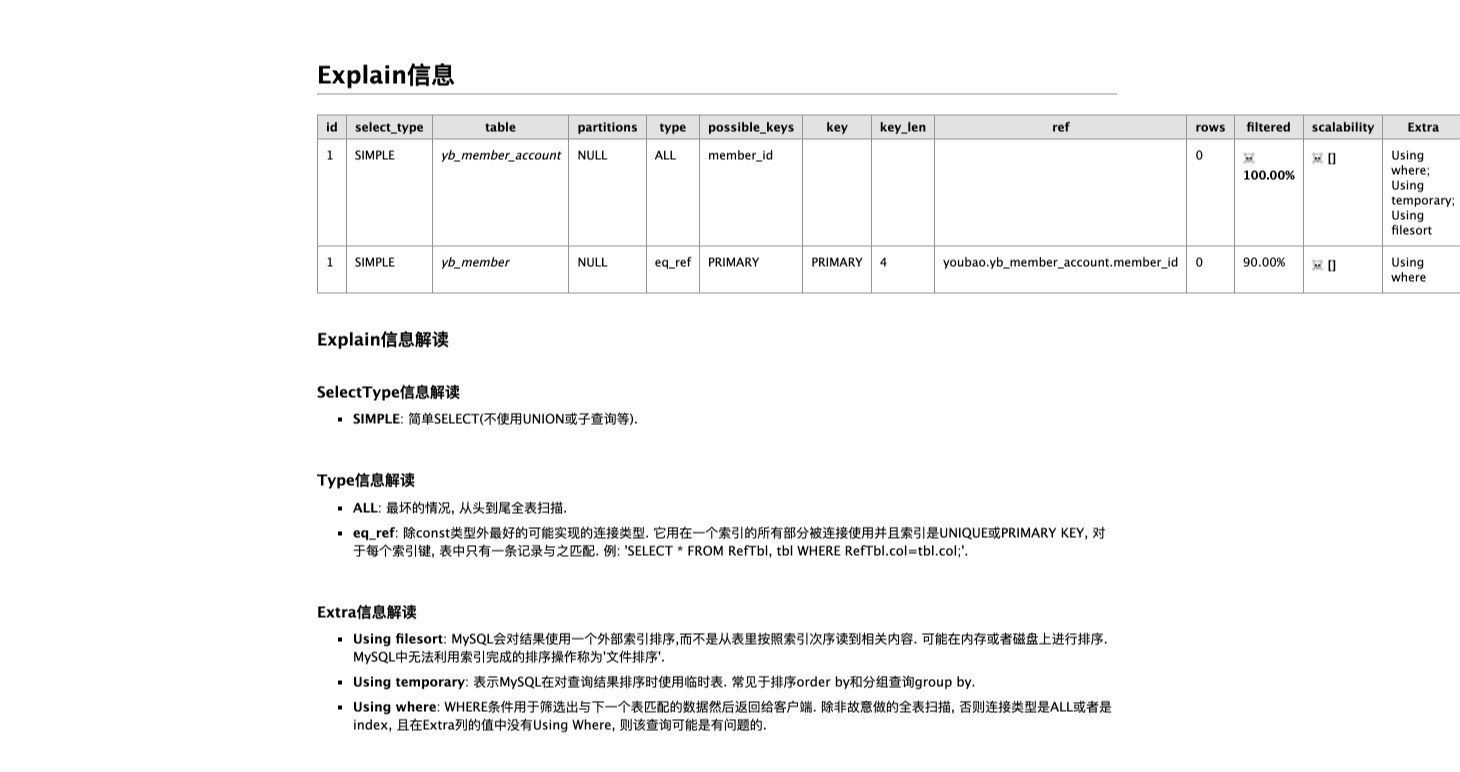 Explain信息
id select_type table partitions type possible_keys key key_len ref rows filtered scalability Extra
1 SIMPLE yb_member_account NULL ALL member_id 0 ☠️ 100.00% ☠️ [] Using where; Using temporary; Using filesort
1 SIMPLE yb_member NULL eq_ref PRIMARY PRIMARY 4 youbao.yb_member_account.member_id 0 90.00% ☠️ [] Using where
Explain信息解读
SelectType信息解读
▪ SIMPLE: 简单SELECT(不使用UNION或子查询等).
Type信息解读
▪ ALL: 最坏的情况, 从头到尾全表扫描.
▪ eq_ref: 除const类型外最好的可能实现的连接类型. 它用在一个索引的所有部分被连接使用并且索引是UNIQUE或PRIMARY KEY, 对
于每个索引键, 表中只有一条记录与之匹配. 例: 'SELECT * FROM RefTbl, tbl WHERE RefTbl.col=tbl.col;'.
Extra信息解读
▪ Using filesort: MySQL会对结果使用一个外部索引排序,而不是从表里按照索引次序读到相关内容. 可能在内存或者磁盘上进行排序.
MySQL中无法利用索引完成的排序操作称为'文件排序'.
▪ Using temporary: 表示MySQL在对查询结果排序时使用临时表. 常见于排序order by和分组查询group by.
▪ Using where: WHERE条件用于筛选出与下一个表匹配的数据然后返回给客户端. 除非故意做的全表扫描, 否则连接类型是ALL或者是
index, 且在Extra列的值中没有Using Where, 则该查询可能是有问题的.